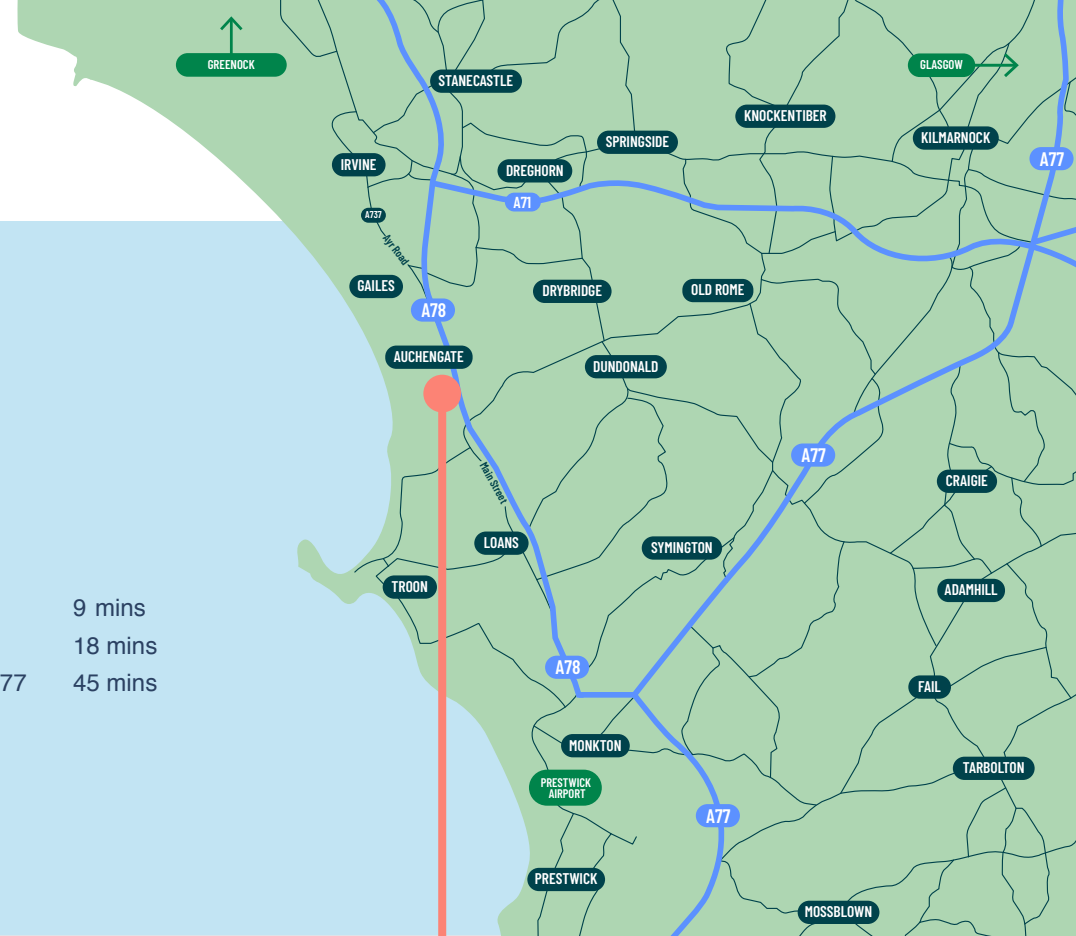 GREENOCK
GLASGOW
STANECASTLE
KNOCKENTIBER
KILMARNOCK
SPRINGSIDE
A77
IRVINE
DREGHORN
A71
A737
Ayr Road
GAILES
DRYBRIDGE
OLD ROME
A78
AUCHENGATE
DUNDONALD
A77
Main Street
CRAIGIE
LOANS
SYMINGTON
TROON
ADAMHILL
9 mins
18 mins
77 45 mins
A78
FAIL
MONKTON
TARBOLTON
PRESTWICK
AIRPORT
A77
PRESTWICK
MOSSBLOWN